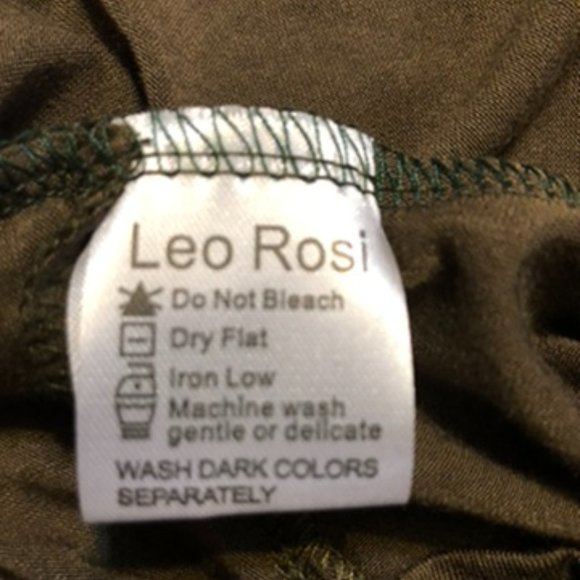 Leo Rosi
Do Not Bleach
Dry Flat
Iron Low
Machine wash
gentle or delicate
WASH DARK COLORS
SEPARATELY